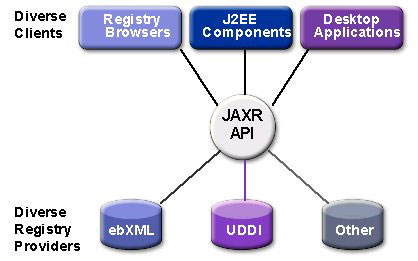 Diverse
Clients
Registry
Browsers
J2EE
Components
Desktop
Applications
JAXR
API
Diverse
Registry
Providers
ebXML
UDDI
Other